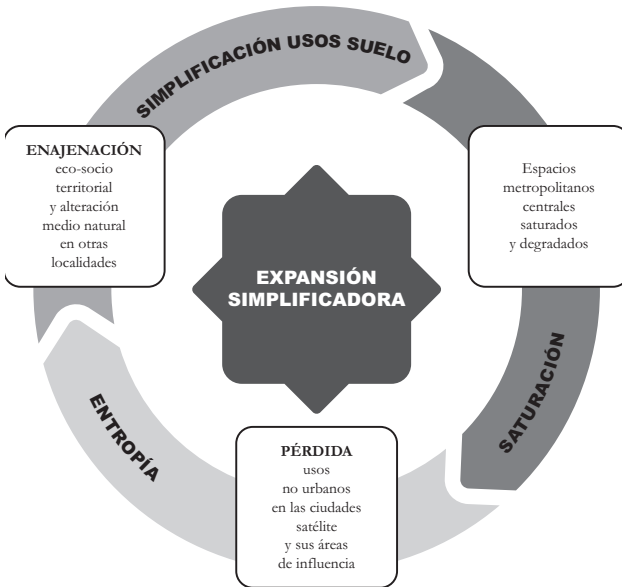 SIMPLIFICACIÓN USOS SUELO
ENAJENACIÓN
eco-socio
territorial
y alteración
medio natural
en otras
localidades
Espacios
metropolitanos
centrales
saturados
y degradados
EXPANSIÓN
SIMPLIFICADORA
SATURACIÓN
ENTROPÍA
PÉRDIDA
usos
no urbanos
en las ciudades
satélite
y sus áreas
de influencia